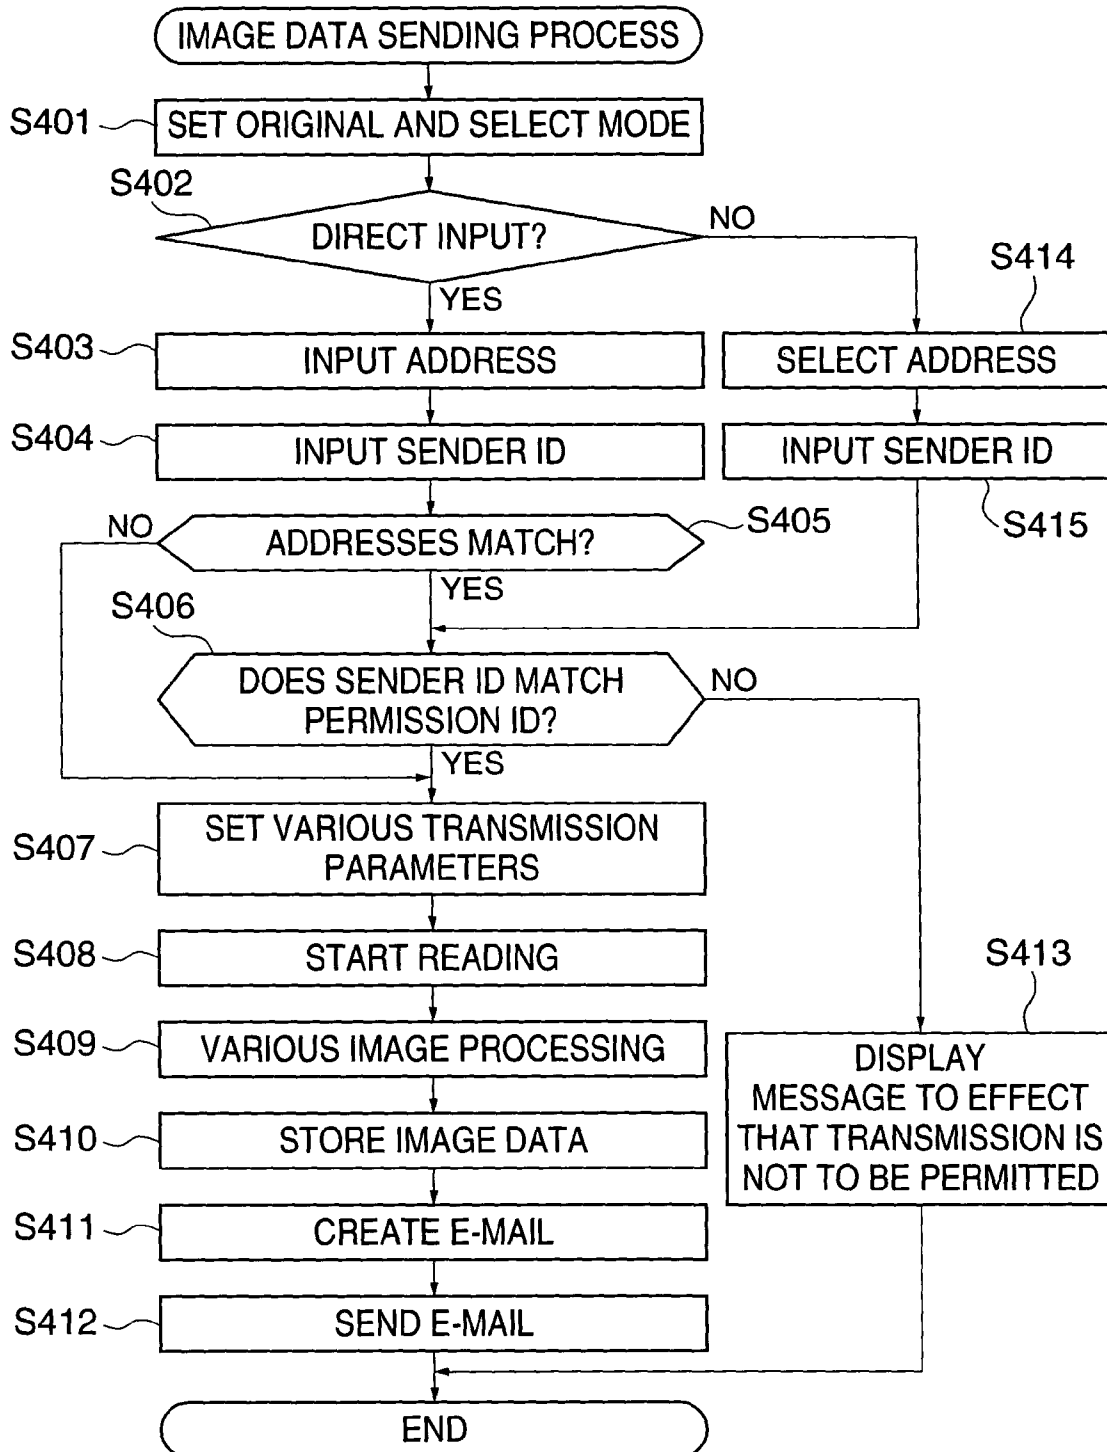 IMAGE DATA SENDING PROCESS
S401
SET ORIGINAL AND SELECT MODE
S402
DIRECT INPUT?
NO
YES
S414
S403
INPUT ADDRESS
SELECT ADDRESS
S404
INPUT SENDER ID
INPUT SENDER ID
S415
NO
ADDRESSES MATCH?
S405
YES
S406
DOES SENDER ID MATCH
PERMISSION ID?
NO
YES
S407
SET VARIOUS TRANSMISSION
PARAMETERS
S408
START READING
S413
S409
VARIOUS IMAGE PROCESSING
DISPLAY
MESSAGE TO EFFECT
THAT TRANSMISSION IS
NOT TO BE PERMITTED
S410
STORE IMAGE DATA
S411
CREATE E-MAIL
S412
SEND E-MAIL
END